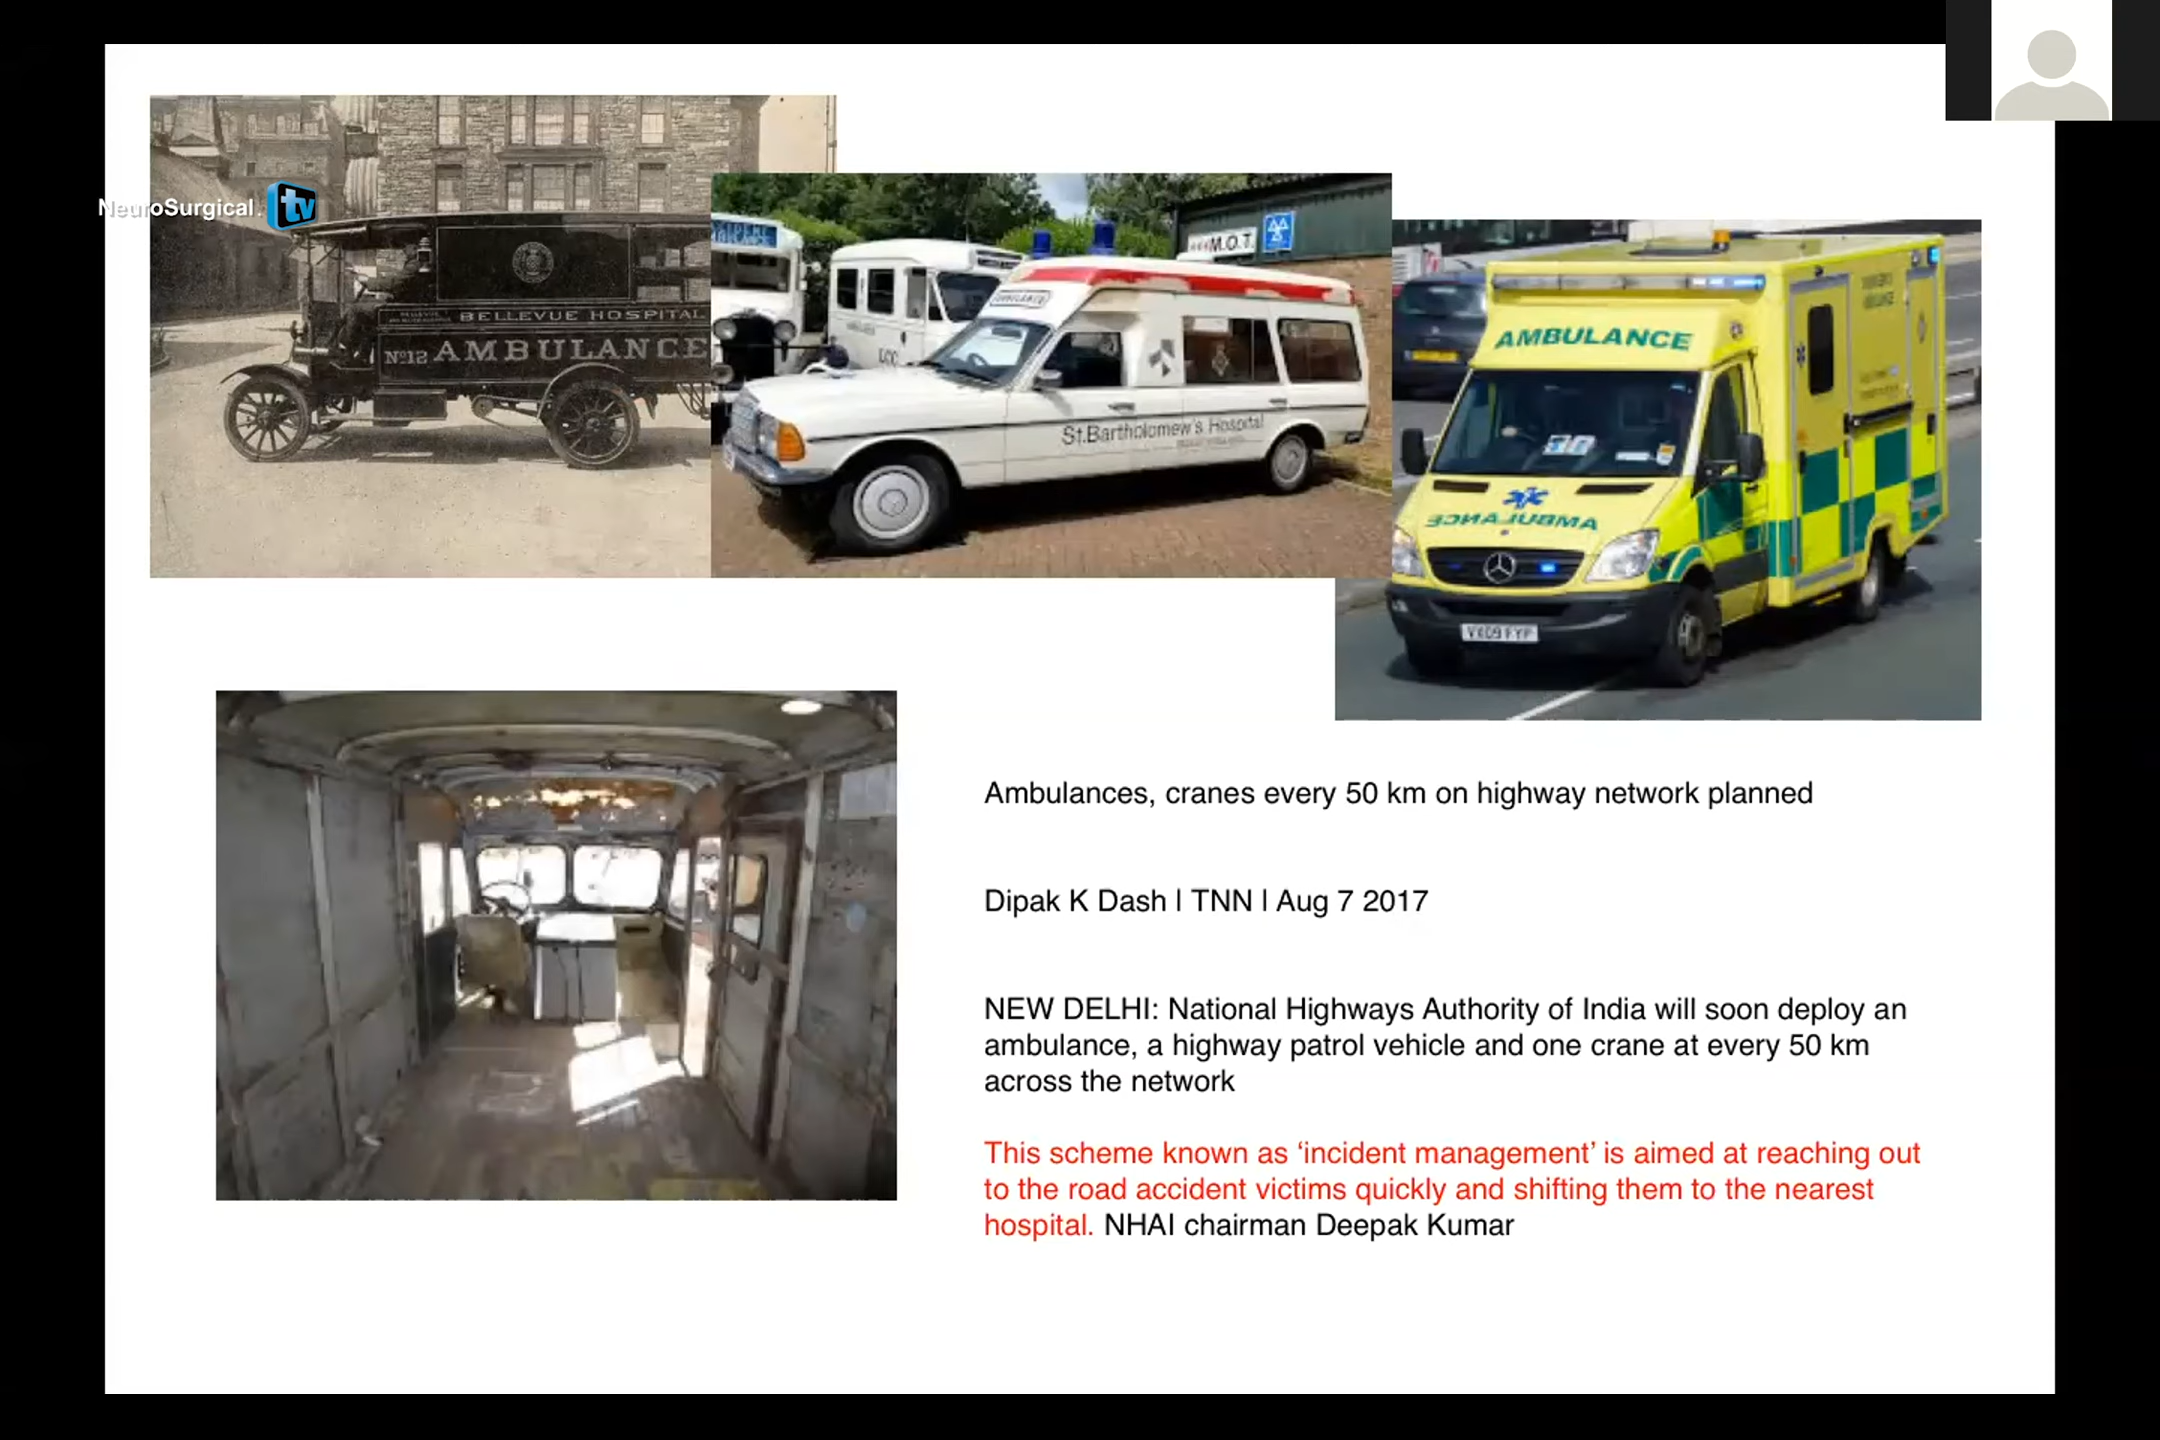 NeuroSurgical. tv
BELLEVUE HOSPITAL
Nº12 AMBULANCE
M.O.T.
AMBULANCE
LCC
St.Bartholomew's Hospital
AMBULANCE
AMBULANCE
VX09 FYP
Ambulances, cranes every 50 km on highway network planned
Dipak K Dash l TNN l Aug 7 2017
NEW DELHI: National Highways Authority of India will soon deploy an
ambulance, a highway patrol vehicle and one crane at every 50 km
across the network
This scheme known as ‘incident management’ is aimed at reaching out
to the road accident victims quickly and shifting them to the nearest
hospital. NHAI chairman Deepak Kumar